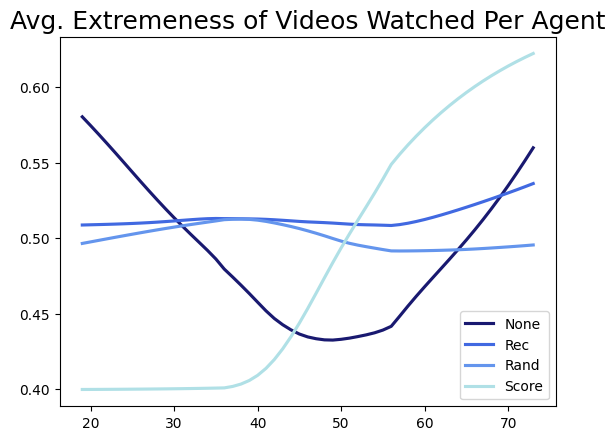 Avg. Extremeness of Videos Watched Per Agent
0.60
0.55
0.50
0.45
0.40
20 30 40 50 60 70
None
Rec
Rand
Score